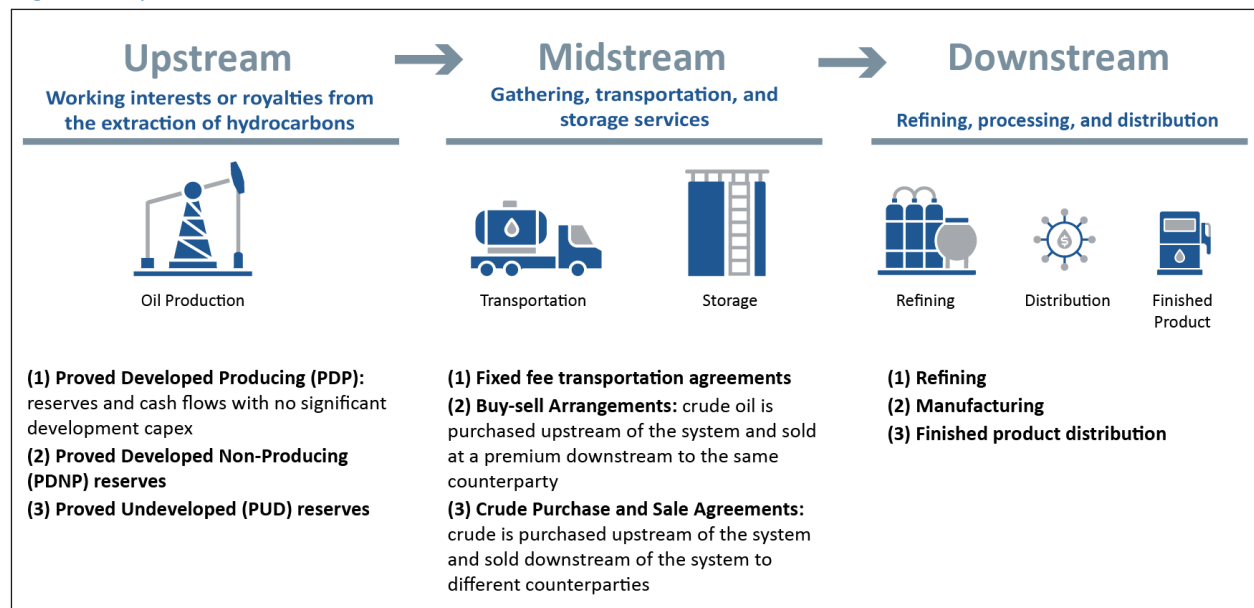 Upstream
Working interests or royalties from
the extraction of hydrocarbons
Oil Production
(1) Proved Developed Producing (PDP):
reserves and cash flows with no significant
development capex
(2) Proved Developed Non-Producing
(PDNP) reserves
(3) Proved Undeveloped (PUD) reserves
Midstream
Gathering, transportation, and
storage services
Transportation
Storage
(1) Fixed fee transportation agreements
(2) Buy-sell Arrangements: crude oil is
purchased upstream of the system and sold
at a premium downstream to the same
counterparty
(3) Crude Purchase and Sale Agreements:
crude is purchased upstream of the system
and sold downstream of the system to
different counterparties
Downstream
Refining, processing, and distribution
$
Refining
Distribution
Finished
Product
(1) Refining
(2) Manufacturing
(3) Finished product distribution